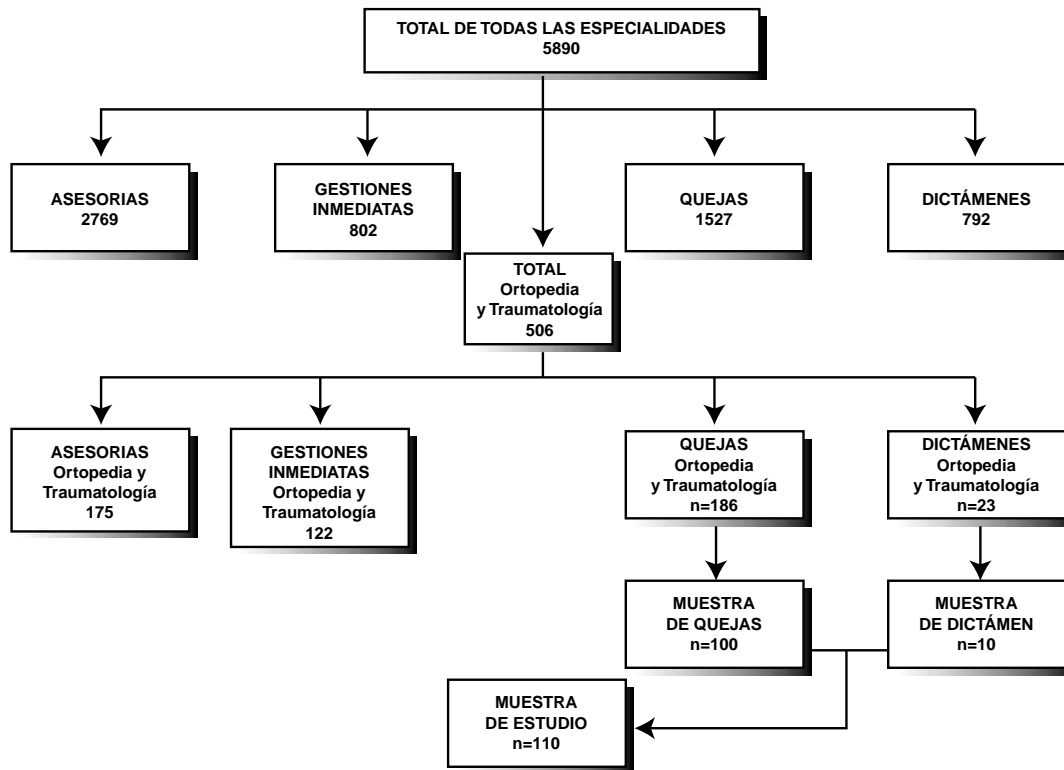 TOTAL DE TODAS LAS ESPECIALIDADES
5890
ASESORIAS
2769
GESTIONES
INMEDIATAS
802
QUEJAS
1527
DICTÁMENES
792
TOTAL
Ortopedia
y Traumatología
506
ASESORIAS
Ortopedia y
Traumatología
175
GESTIONES
INMEDIATAS
Ortopedia y
Traumatología
122
QUEJAS
Ortopedia
y Traumatología
n=186
DICTÁMENES
Ortopedia
y Traumatología
n=23
MUESTRA
DE QUEJAS
n=100
MUESTRA
DE DICTÁMEN
n=10
MUESTRA
DE ESTUDIO
n=110